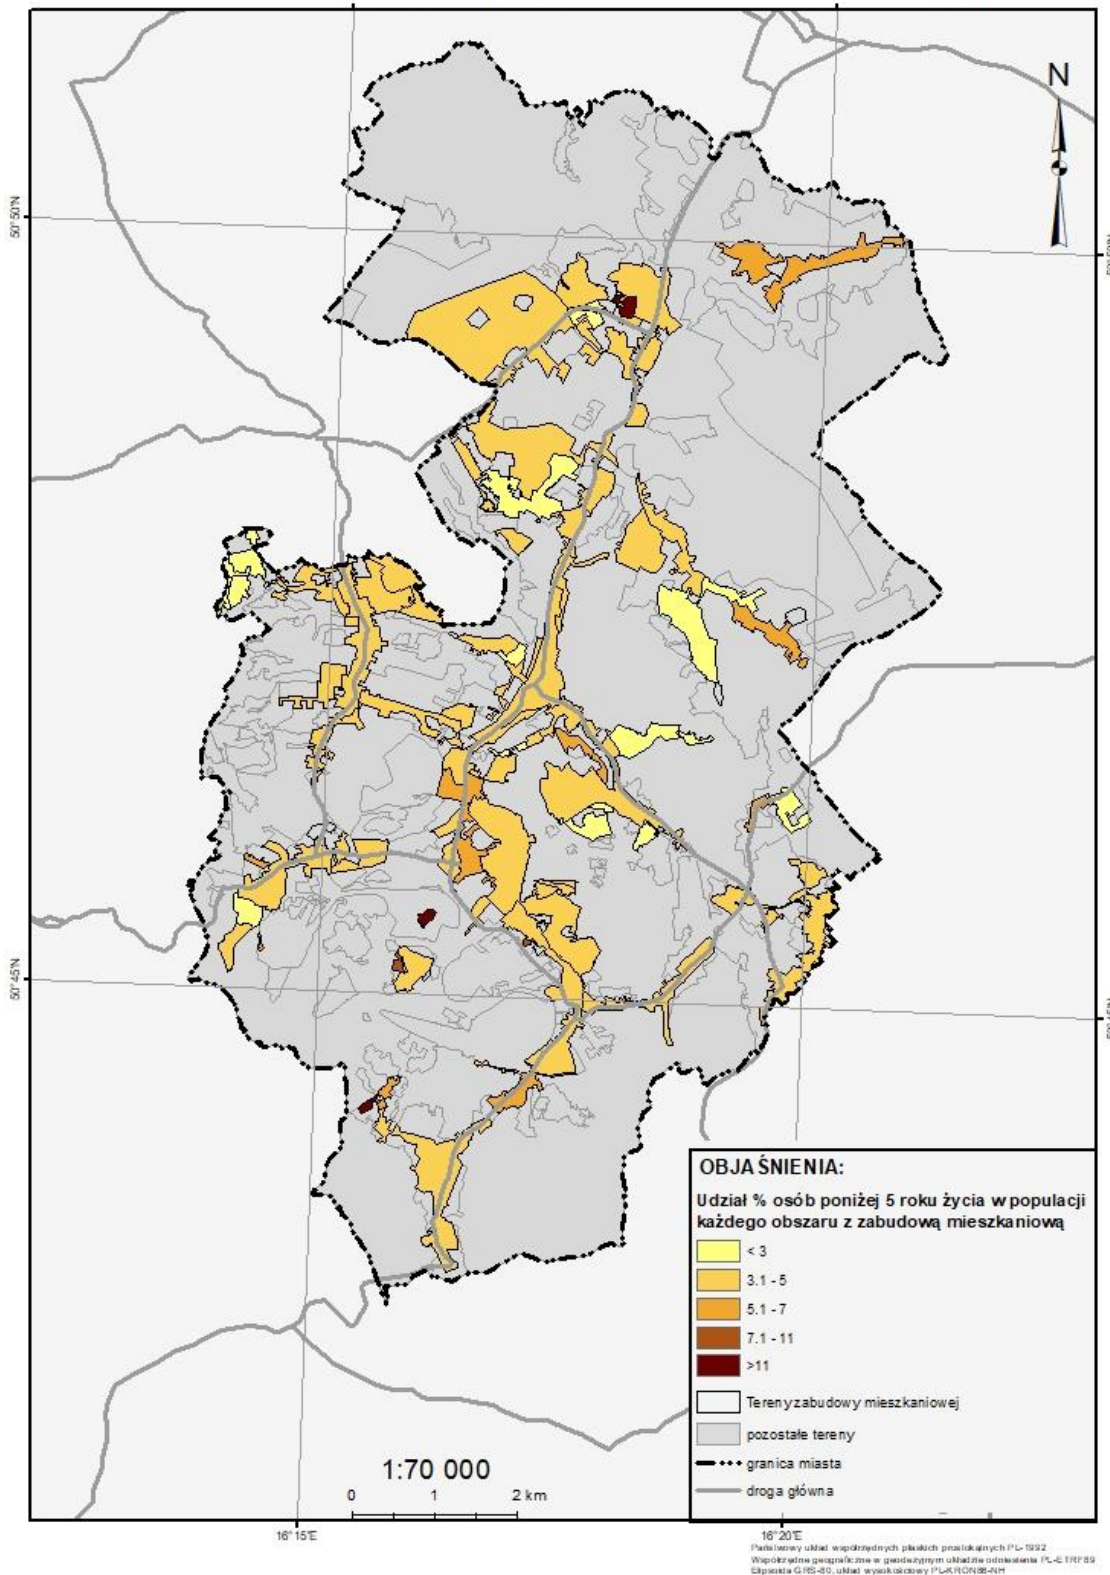 N
50°50'N
50°45'N
OBJAŚNIENIA:
Udział % osób poniżej 5 roku życia w populacji
każdego obszaru z zabudową mieszkaniową
< 3
3.1 - 5
5.1 - 7
7.1 - 11
>11
Tereny zabudowy mieszkaniowej
pozostałe tereny
granica miasta
droga główna
1:70 000
0 1 2 km
16°15'E 16°20'E
Państwowy układ współrzędnych płaskich prostokątnych PL-1992
Współrzędne geograficzne w geodezyjnym układzie odniesienia PL-ETRF89
Elipsoida GRS-80, układ wysokościowy PL-KRON86-NH